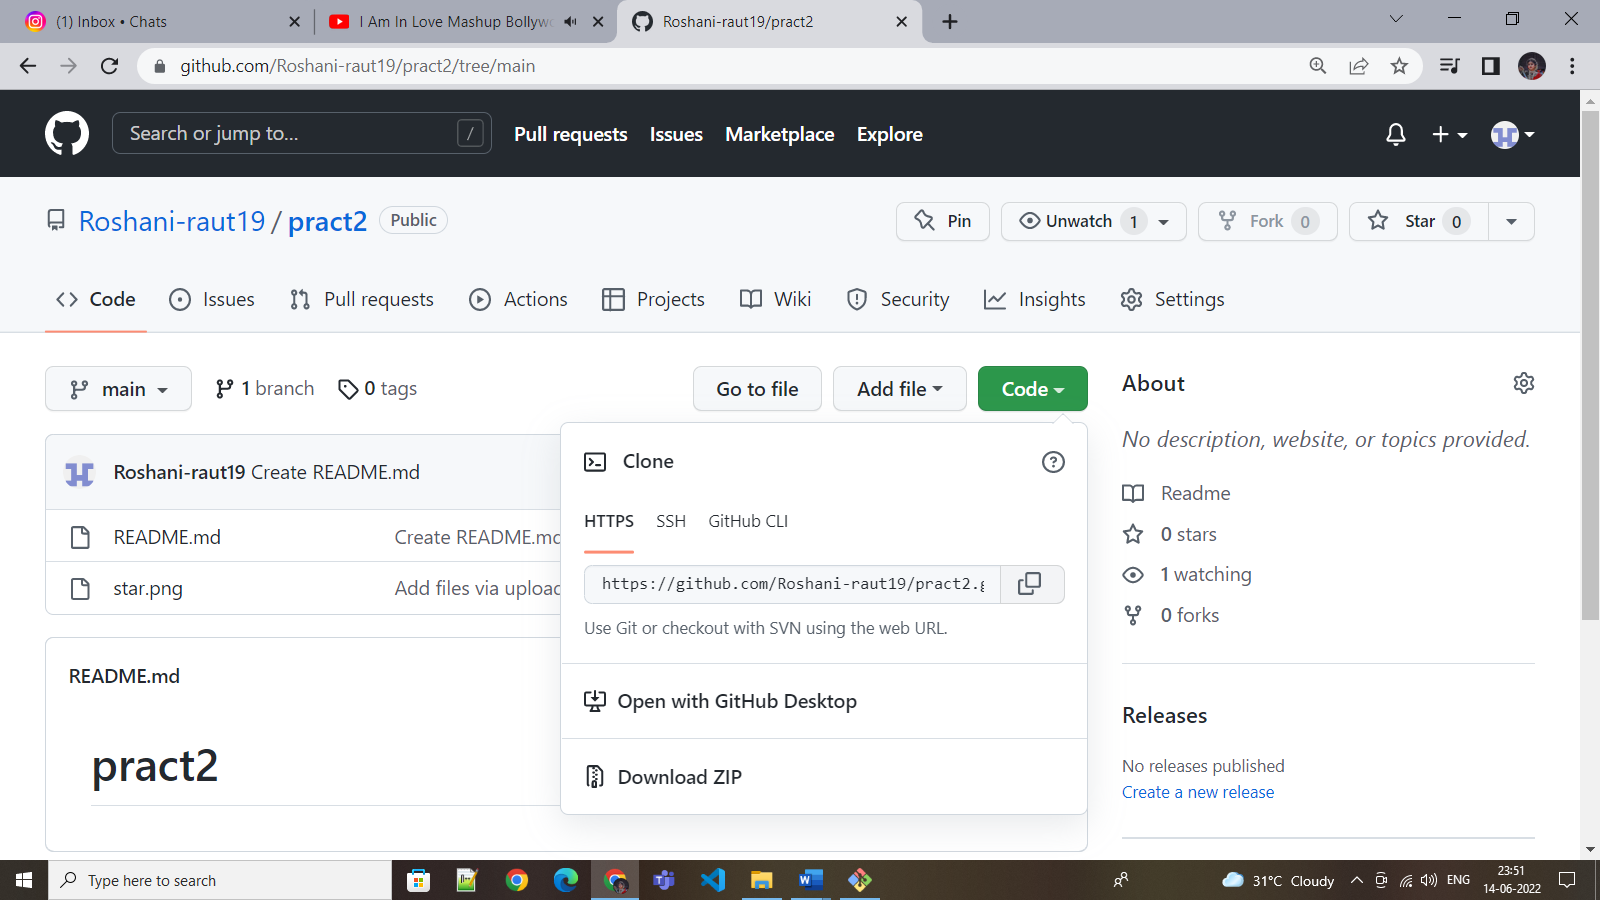 (1) Inbox • Chats
I Am In Love Mashup Bollyw
Roshani-raut19/pract2
github.com/Roshani-raut19/pract2/tree/main
Search or jump to...
/
Pull requests
Issues
Marketplace
Explore
Roshani-raut19 / pract2
Public
Pin
Unwatch 1
Fork 0
Star 0
Code
Issues
Pull requests
Actions
Projects
Wiki
Security
Insights
Settings
main
1 branch
0 tags
Go to file
Add file
Code
Roshani-raut19 Create README.md
README.md
Create README.md
star.png
Add files via upload
README.md
pract2
Clone
HTTPS
SSH
GitHub CLI
https://github.com/Roshani-raut19/pract2.g
Use Git or checkout with SVN using the web URL.
Open with GitHub Desktop
Download ZIP
About
No description, website, or topics provided.
Readme
0 stars
1 watching
0 forks
Releases
No releases published
Create a new release
Type here to search
31°C Cloudy
ENG
23:51
14-06-2022